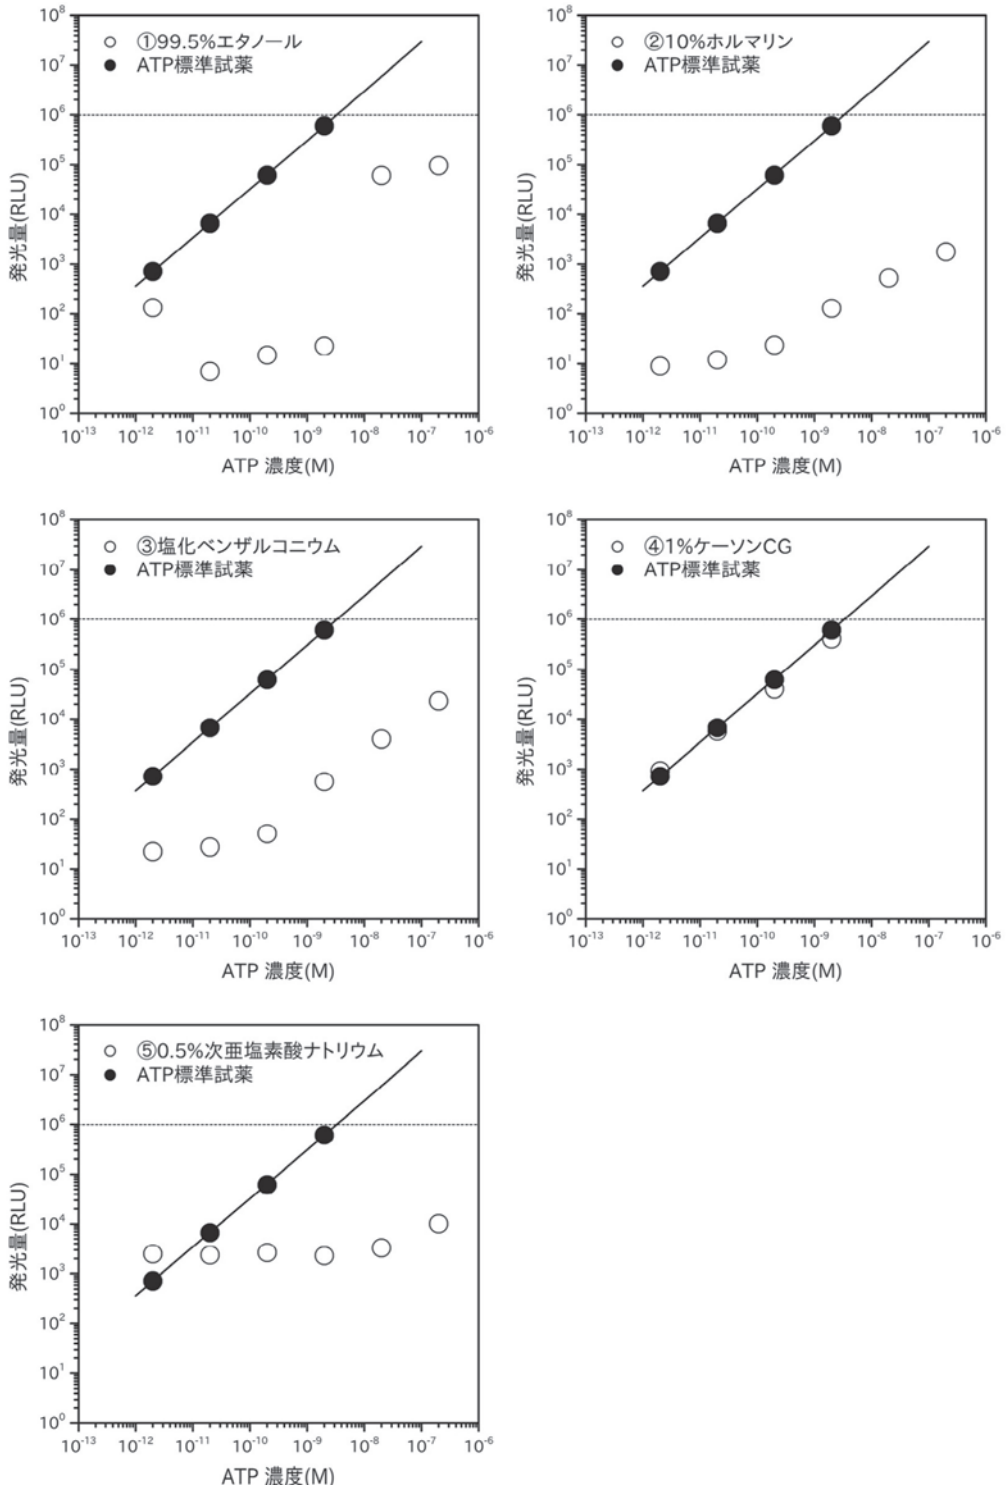 ○ ①99.5%エタノール
● ATP標準試薬
10⁸
10⁷
10⁶
10⁵
10⁴
10³
10²
10¹
10⁰
発光量(RLU)
10⁻¹³ 10⁻¹² 10⁻¹¹ 10⁻¹⁰ 10⁻⁹ 10⁻⁸ 10⁻⁷ 10⁻⁶
ATP 濃度(M)
○ ②10%ホルマリン
● ATP標準試薬
10⁸
10⁷
10⁶
10⁵
10⁴
10³
10²
10¹
10⁰
発光量(RLU)
10⁻¹³ 10⁻¹² 10⁻¹¹ 10⁻¹⁰ 10⁻⁹ 10⁻⁸ 10⁻⁷ 10⁻⁶
ATP 濃度(M)
○ ③塩化ベンザルコニウム
● ATP標準試薬
10⁸
10⁷
10⁶
10⁵
10⁴
10³
10²
10¹
10⁰
発光量(RLU)
10⁻¹³ 10⁻¹² 10⁻¹¹ 10⁻¹⁰ 10⁻⁹ 10⁻⁸ 10⁻⁷ 10⁻⁶
ATP 濃度(M)
○ ④1%ケーソンCG
● ATP標準試薬
10⁸
10⁷
10⁶
10⁵
10⁴
10³
10²
10¹
10⁰
発光量(RLU)
10⁻¹³ 10⁻¹² 10⁻¹¹ 10⁻¹⁰ 10⁻⁹ 10⁻⁸ 10⁻⁷ 10⁻⁶
ATP 濃度(M)
○ ⑤0.5%次亜塩素酸ナトリウム
● ATP標準試薬
10⁸
10⁷
10⁶
10⁵
10⁴
10³
10²
10¹
10⁰
発光量(RLU)
10⁻¹³ 10⁻¹² 10⁻¹¹ 10⁻¹⁰ 10⁻⁹ 10⁻⁸ 10⁻⁷ 10⁻⁶
ATP 濃度(M)